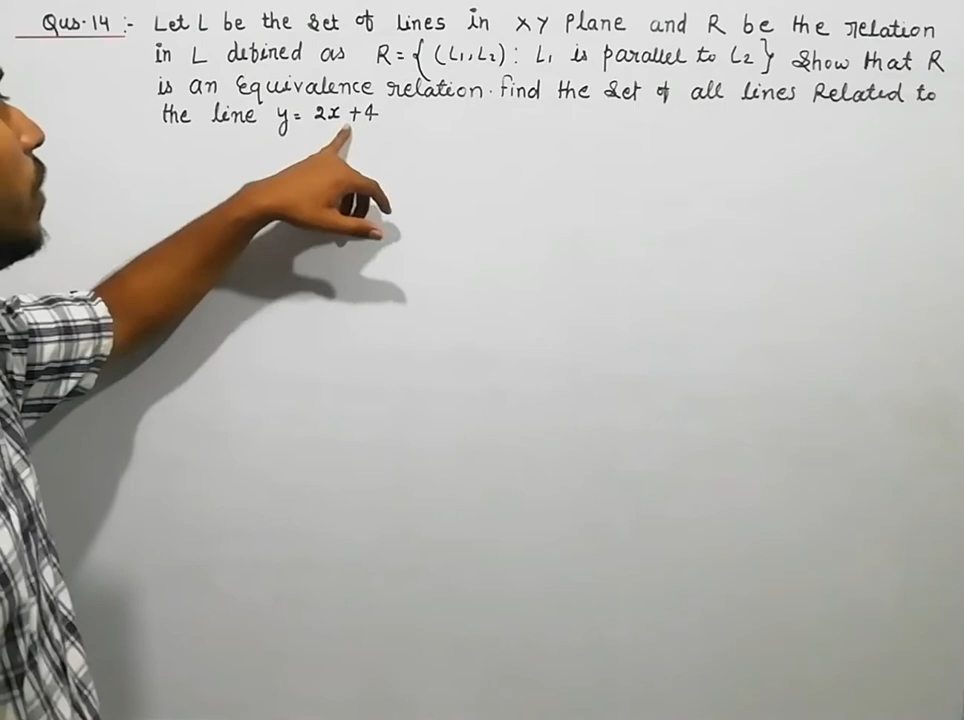 Qus. 14 :- Let L be the set of lines in XY Plane and R be the relation
in L defined as R = { (L₁, L₂) : L₁ is parallel to L₂ } Show that R
is an Equivalence relation. find the set of all lines Related to
the line y = 2x + 4